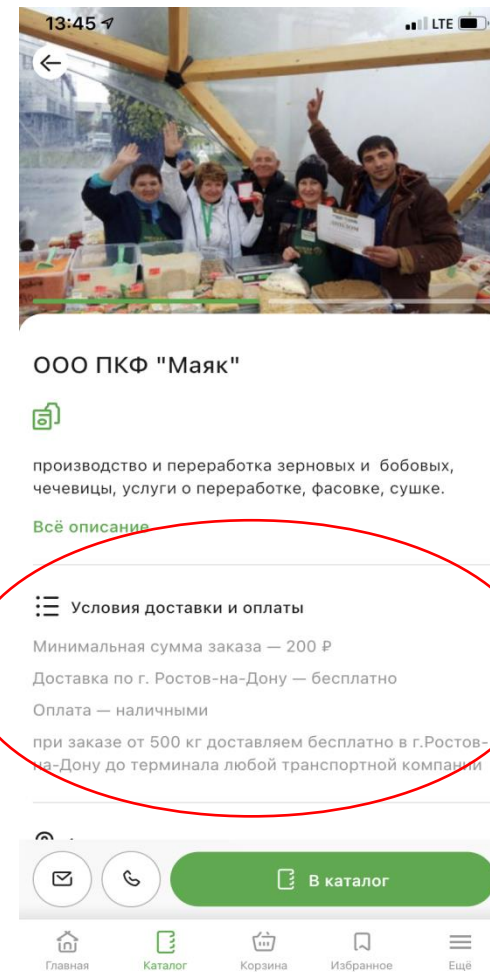 13:45
LTE
ООО ПКФ "Маяк"
производство и переработка зерновых и бобовых,
чечевицы, услуги о переработке, фасовке, сушке.
Всё описание
Условия доставки и оплаты
Минимальная сумма заказа — 200 ₽
Доставка по г. Ростов-на-Дону — бесплатно
Оплата — наличными
при заказе от 500 кг доставляем бесплатно в г.Ростов-
на-Дону до терминала любой транспортной компании
В каталог
Главная
Каталог
Корзина
Избранное
Ещё